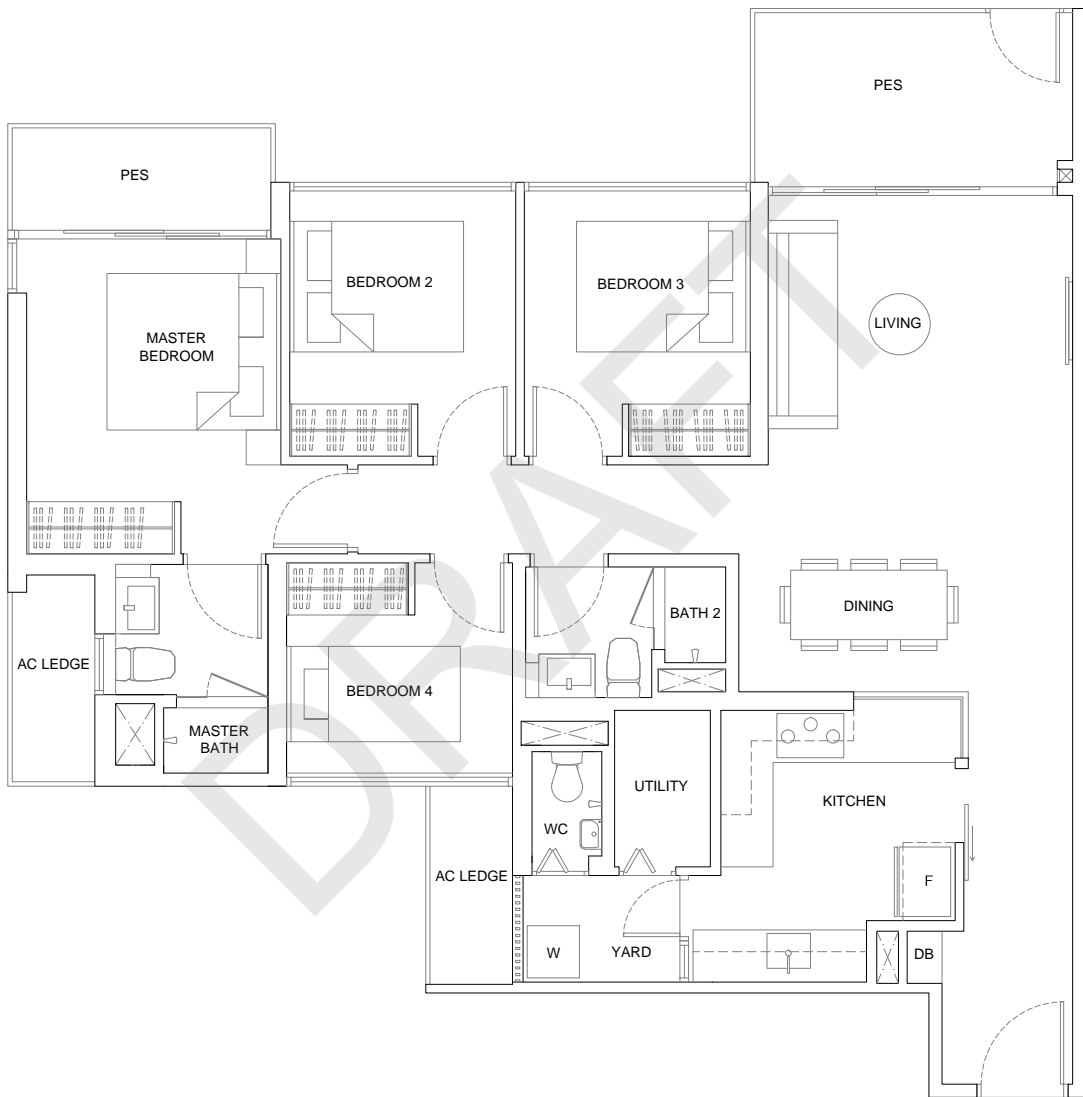 PES
PES
BEDROOM 2
BEDROOM 3
LIVING
MASTER
BEDROOM
DINING
BATH 2
AC LEDGE
BEDROOM 4
MASTER
BATH
UTILITY
KITCHEN
WC
AC LEDGE
F
W
YARD
DB
DRAFT